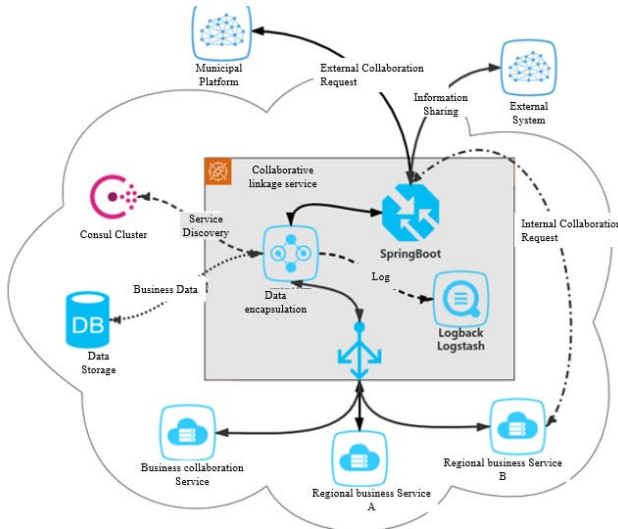 Municipal
Platform
External Collaboration
Request
Information
Sharing
External
System
Collaborative
linkage service
Consul Cluster
Service
Discovery
SpringBoot
Internal Collaboration
Request
Business Data
Data
encapsulation
Log
DB
Data
Storage
Logback
Logstash
Business collaboration
Service
Regional business Service
A
Regional business Service
B